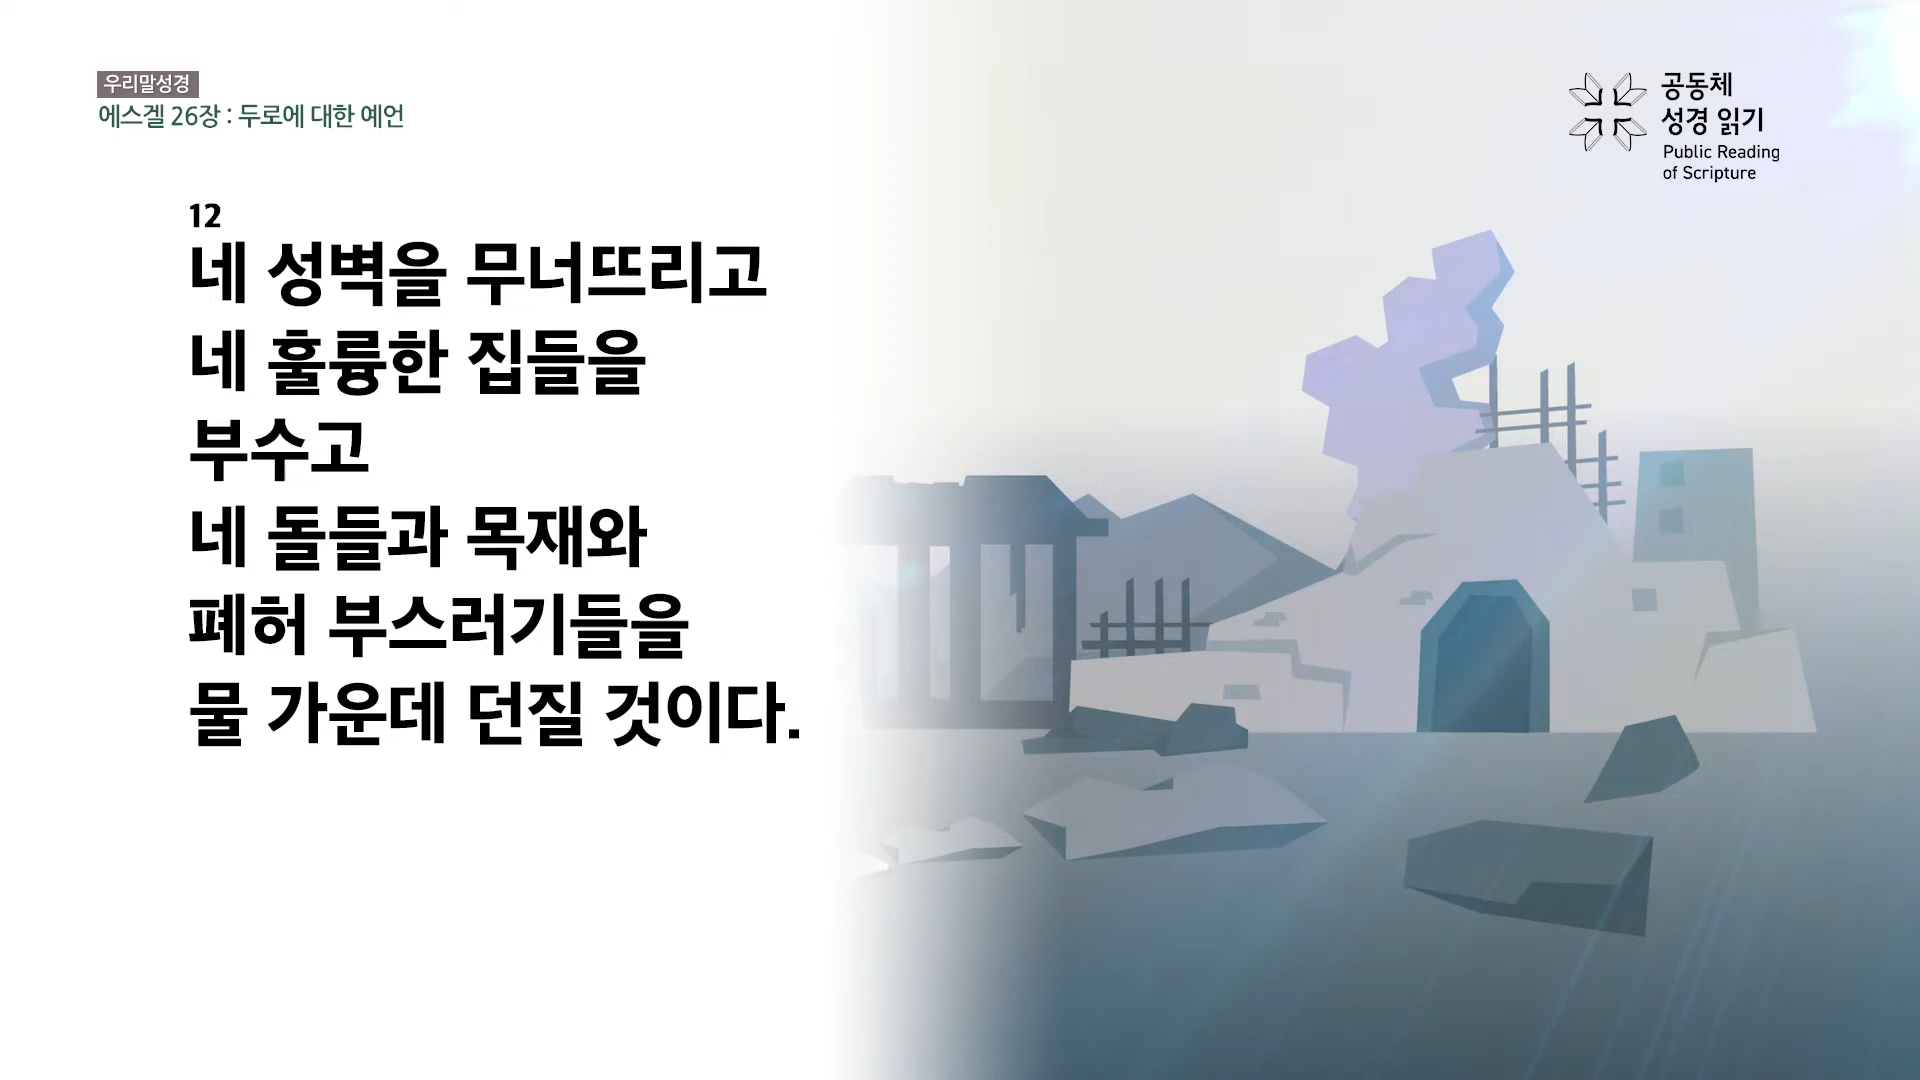 우리말성경
에스겔 26장 : 두로에 대한 예언
공동체
성경 읽기
Public Reading
of Scripture
12
네 성벽을 무너뜨리고
네 훌륭한 집들을
부수고
네 돌들과 목재와
폐허 부스러기들을
물 가운데 던질 것이다.